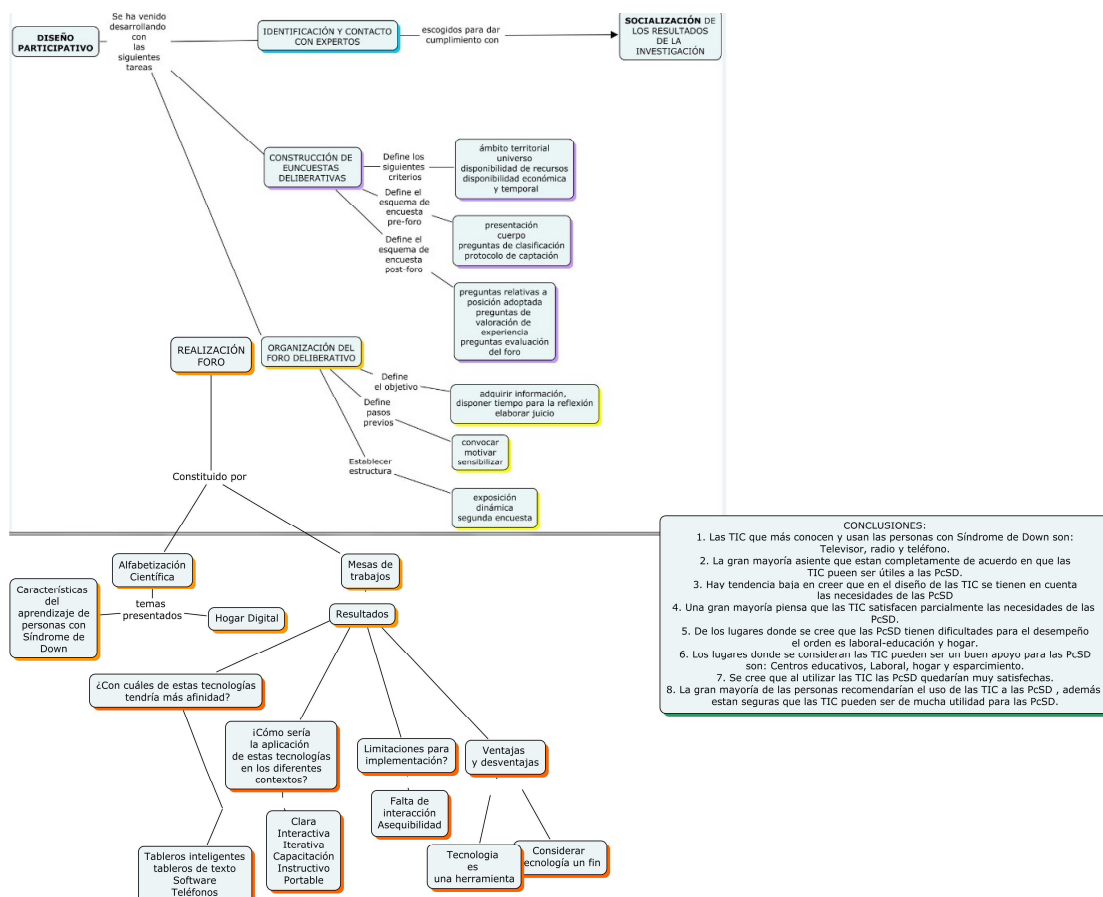 DISEÑO
PARTICIPATIVO
Se ha venido
desarrollando
con
las
siguientes
tareas
IDENTIFICACIÓN Y CONTACTO
CON EXPERTOS
escogidos para dar
cumplimiento con
SOCIALIZACIÓN DE
LOS RESULTADOS
DE LA
INVESTIGACIÓN
CONSTRUCCIÓN DE
EUNCUESTAS
DELIBERATIVAS
Define los
siguientes
criterios
ámbito territorial
universo
disponibilidad de recursos
disponibilidad económica
y temporal
Define el
esquema de
encuesta
pre-foro
presentación
cuerpo
preguntas de clasificación
protocolo de captación
Define el
esquema de
encuesta
post-foro
preguntas relativas a
posición adoptada
preguntas de
valoración de
experiencia
preguntas evaluación
del foro
REALIZACIÓN
FORO
ORGANIZACIÓN DEL
FORO DELIBERATIVO
Define
el objetivo
adquirir información,
disponer tiempo para la reflexión
elaborar juicio
Define
pasos
previos
convocar
motivar
sensibilizar
Establecer
estructura
exposición
dinámica
segunda encuesta
Constituido por
Alfabetización
Científica
Mesas de
trabajos
temas
presentados
Características
del
aprendizaje de
personas con
Síndrome de
Down
Hogar Digital
Resultados
¿Con cuáles de estas tecnologías
tendría más afinidad?
¡Cómo sería
la aplicación
de estas tecnologías
en los diferentes
contextos?
Limitaciones para
implementación?
Ventajas
y desventajas
Tableros inteligentes
tableros de texto
Software
Teléfonos
Clara
Interactiva
Iterativa
Capacitación
Instructivo
Portable
Falta de
interacción
Asequibilidad
Tecnologia
es
una herramienta
Considerar
ecnología un fin
CONCLUSIONES:
1. Las TIC que más conocen y usan las personas con Síndrome de Down son:
Televisor, radio y teléfono.
2. La gran mayoría asiente que estan completamente de acuerdo en que las
TIC pueen ser útiles a las PcSD.
3. Hay tendencia baja en creer que en el diseño de las TIC se tienen en cuenta
las necesidades de las PcSD
4. Una gran mayoría piensa que las TIC satisfacen parcialmente las necesidades de las
PcSD.
5. De los lugares donde se cree que las PcSD tienen dificultades para el desempeño
el orden es laboral-educación y hogar.
6. Los lugares donde se consideran las TIC pueden ser un buen apoyo para las PcSD
son: Centros educativos, Laboral, hogar y esparcimiento.
7. Se cree que al utilizar las TIC las PcSD quedarían muy satisfechas.
8. La gran mayoría de las personas recomendarían el uso de las TIC a las PcSD , además
estan seguras que las TIC pueden ser de mucha utilidad para las PcSD.